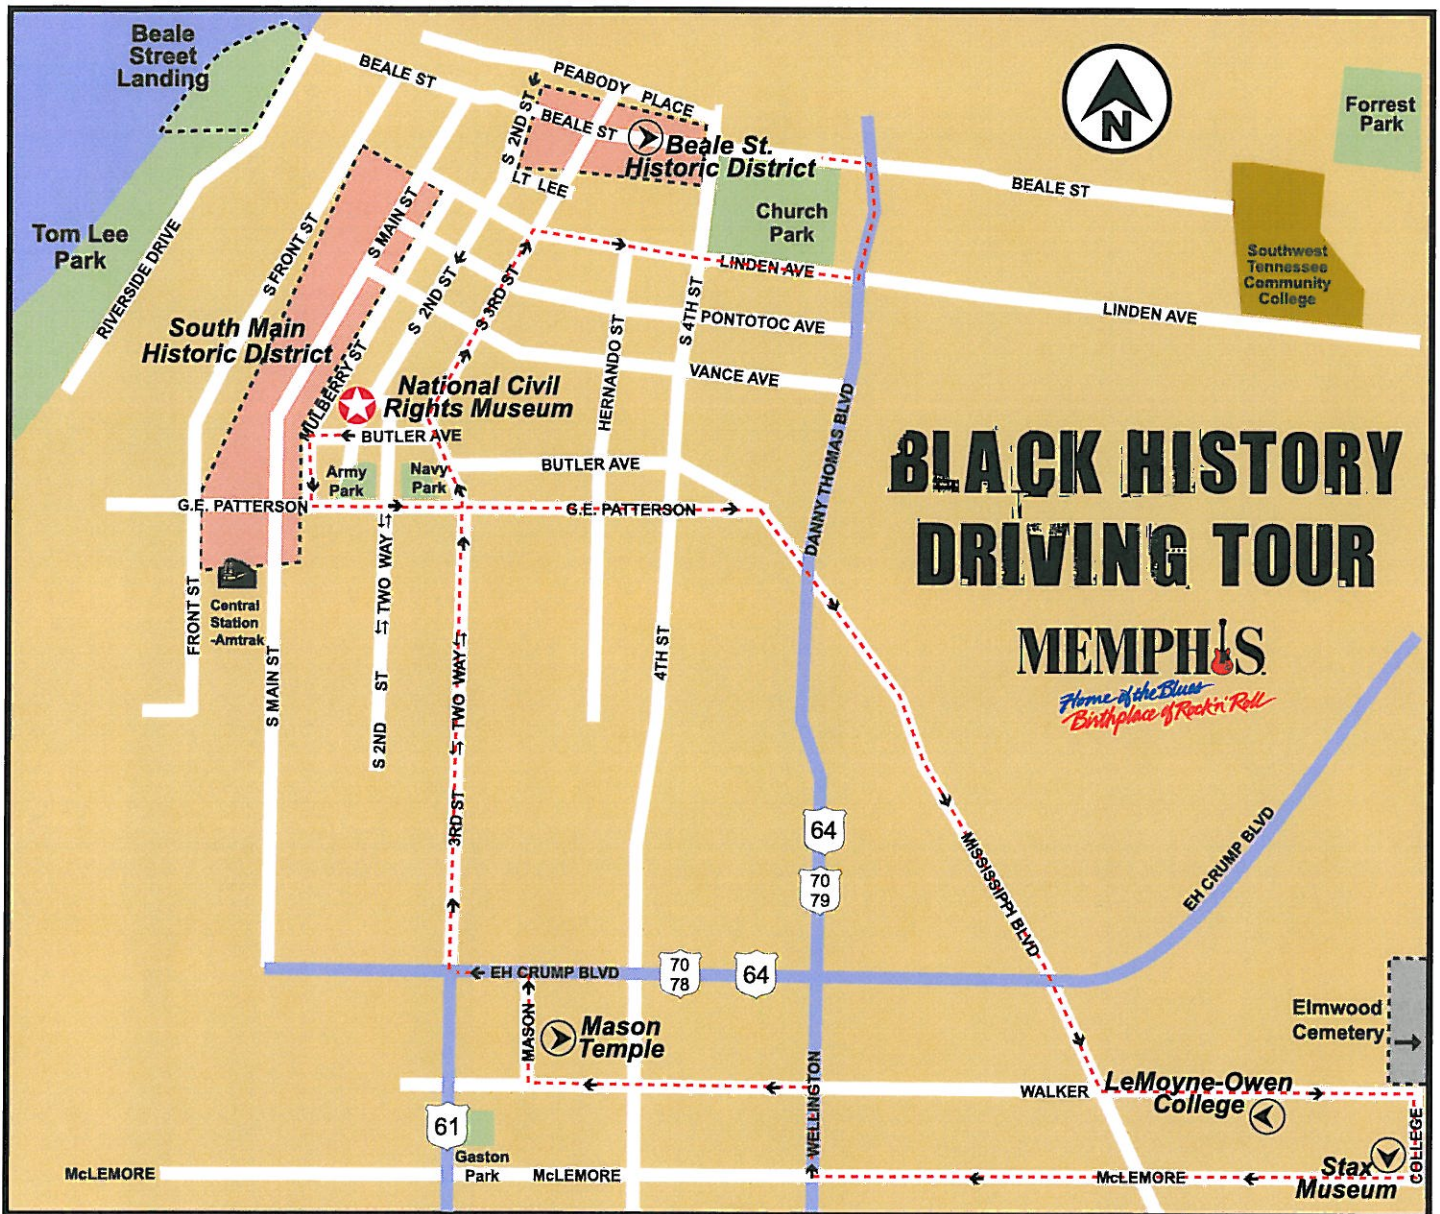 Beale
Street
Landing
BEALE ST
PEABODY PLACE
S 2ND ST
BEALE ST
Beale St.
Historic District
LT LEE
N
Forrest
Park
BEALE ST
Church
Park
Tom Lee
Park
RIVERSIDE DRIVE
S FRONT ST
S MAIN ST
S 2ND ST
S 3RD ST
LINDEN AVE
Southwest
Tennessee
Community
College
LINDEN AVE
PONTOTOC AVE
S 4TH ST
HERNANDO ST
VANCE AVE
South Main
Historic District
MULBERRY ST
National Civil
Rights Museum
BUTLER AVE
BUTLER AVE
Army
Park
Navy
Park
DANNY THOMAS BLVD
BLACK HISTORY
DRIVING TOUR
G.E. PATTERSON
G.E. PATTERSON
MEMPHIS
Home of the Blues
Birthplace of Rock'n' Roll
Central
Station
-Amtrak
FRONT ST
S MAIN ST
S 2ND ST TWO WAY
3RD ST TWO WAY
4TH ST
64
70
79
MISSISSIPPI BLVD
EH CRUMP BLVD
EH CRUMP BLVD
70
78
64
MASON
Mason
Temple
Elmwood
Cemetery
WELLINGTON
WALKER
LeMoyne-Owen
College
61
Gaston
Park
McLEMORE
McLEMORE
McLEMORE
Stax
Museum
COLLEGE